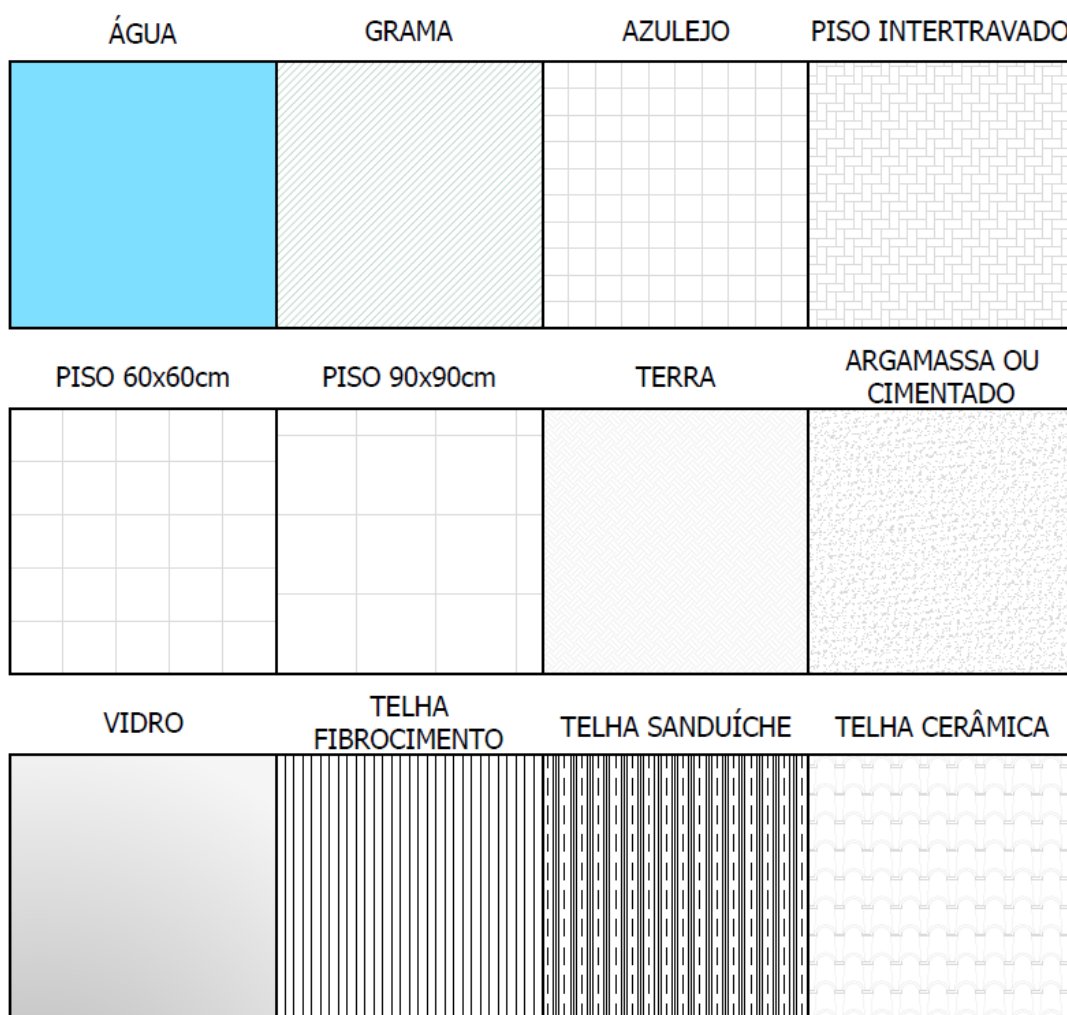 ÁGUA
GRAMA
AZULEJO
PISO INTERTRAVADO
PISO 60x60cm
PISO 90x90cm
TERRA
ARGAMASSA OU
CIMENTADO
VIDRO
TELHA
FIBROCIMENTO
TELHA SANDUÍCHE
TELHA CERÂMICA